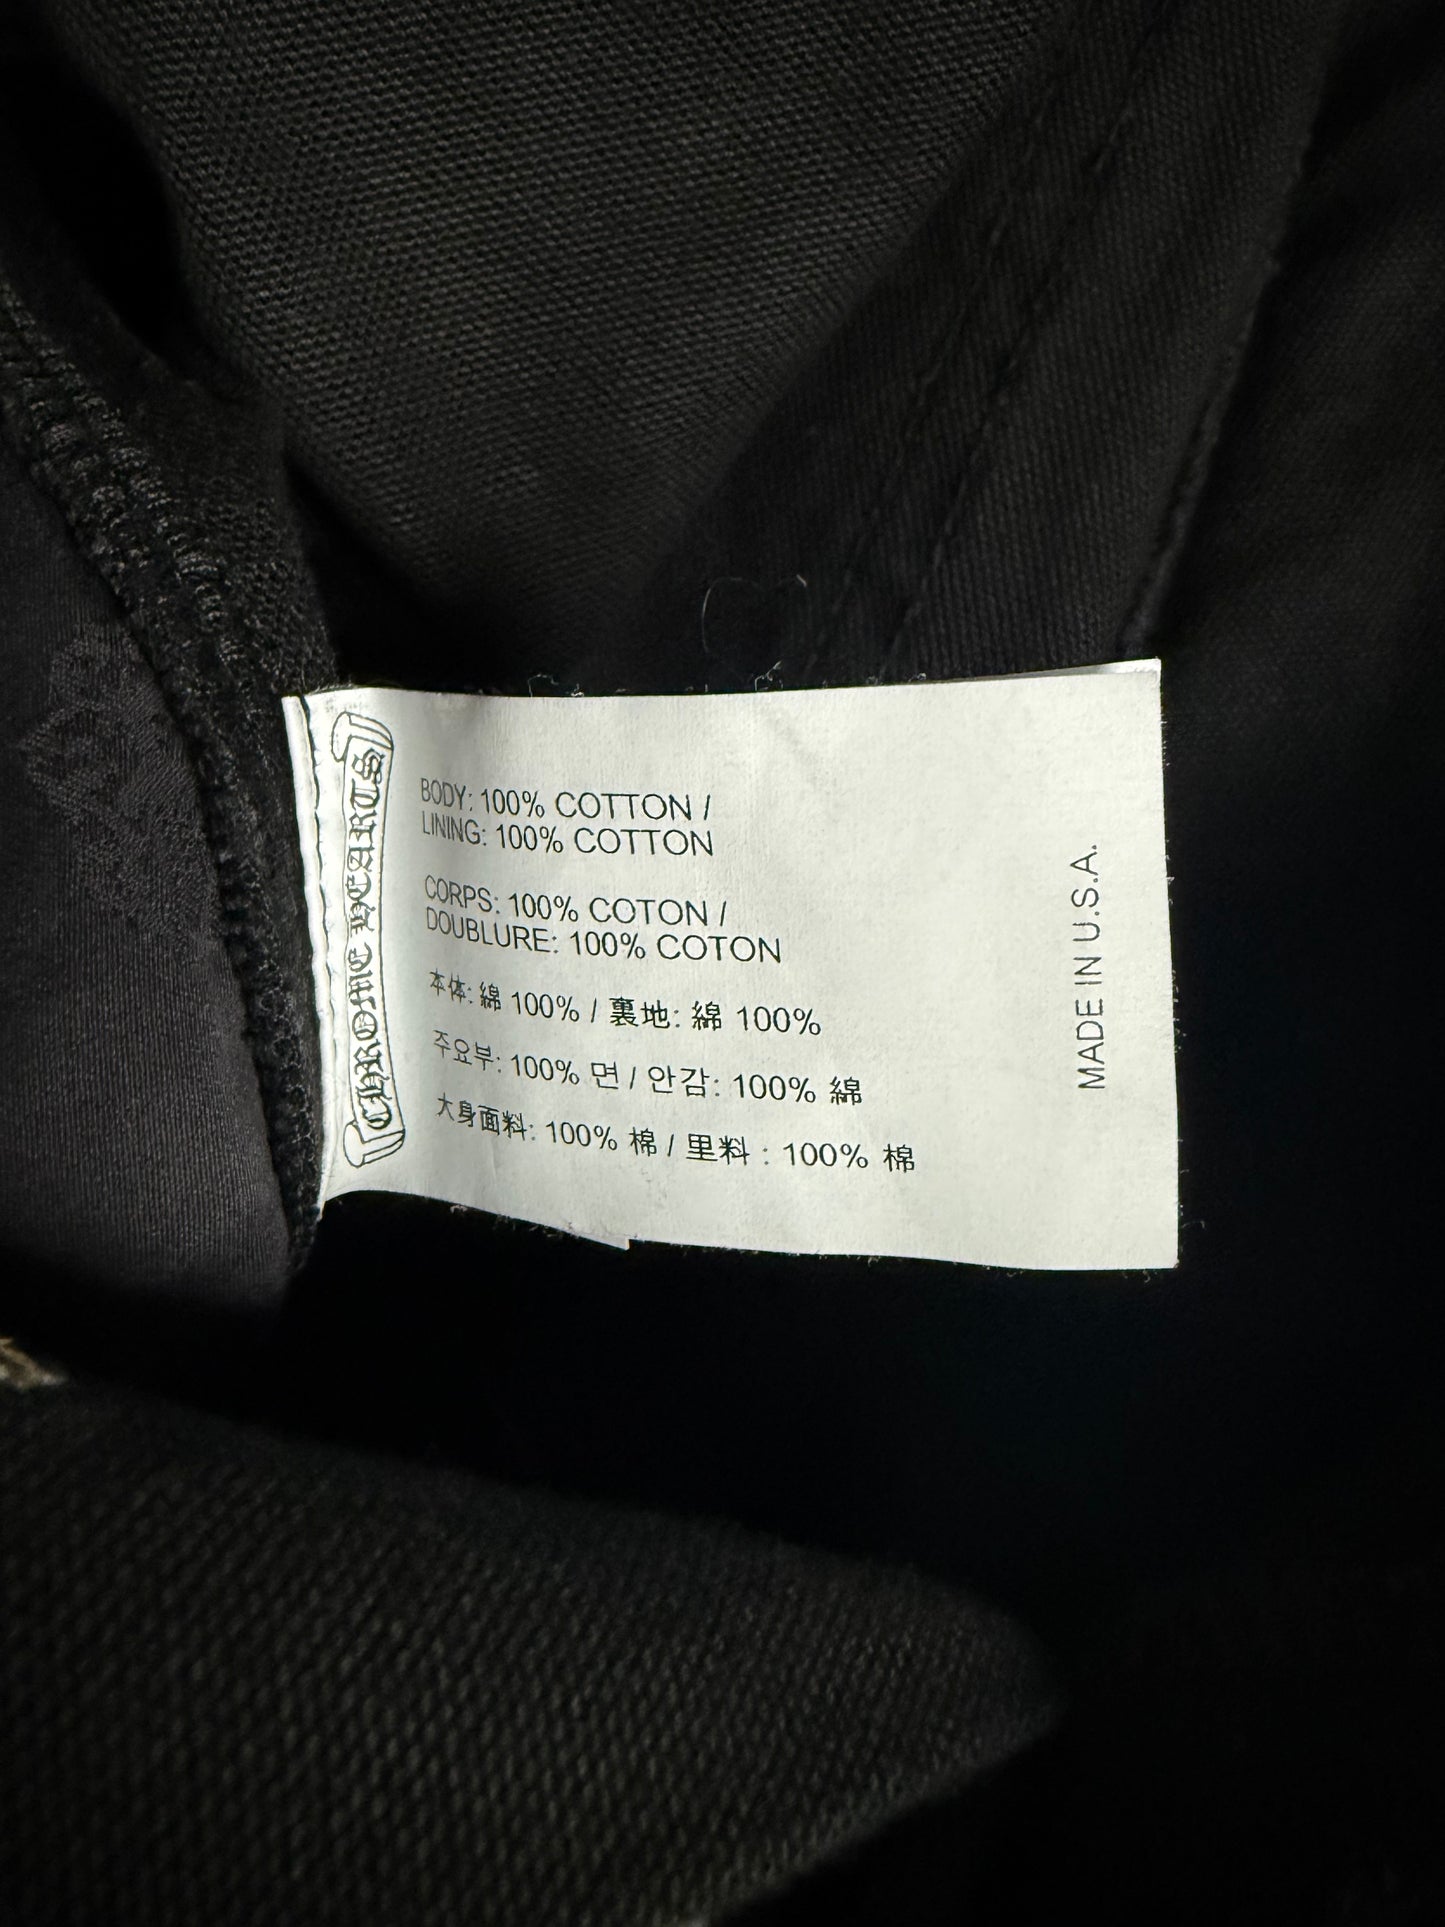 CHROME HEARTS
BODY: 100% COTTON /
LINING: 100% COTTON
CORPS: 100% COTON /
DOUBLURE: 100% COTON
本体: 綿 100% / 裏地: 綿 100%
주요부: 100% 면 / 안감: 100% 綿
大身面料: 100% 棉 / 里料 : 100% 棉
MADE IN U.S.A.